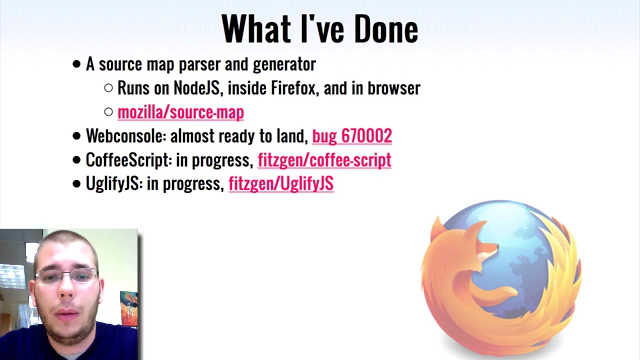 What I've Done
• A source map parser and generator
○ Runs on NodeJS, inside Firefox, and in browser
○ mozilla/source-map
• Webconsole: almost ready to land, bug 670002
• CoffeeScript: in progress, fitzgen/coffee-script
• UglifyJS: in progress, fitzgen/UglifyJS